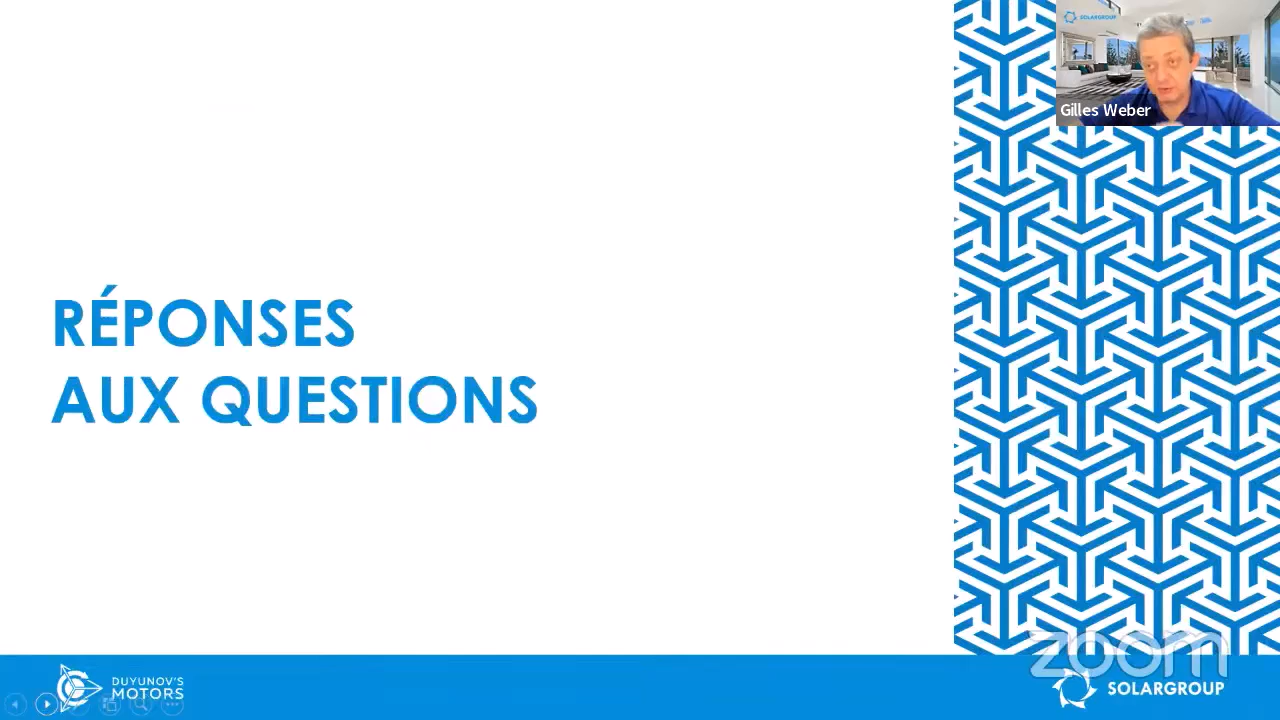 SOLARGROUP
Gilles Weber
RÉPONSES
AUX QUESTIONS
zoom
DUYUNOV'S
MOTORS
SOLARGROUP